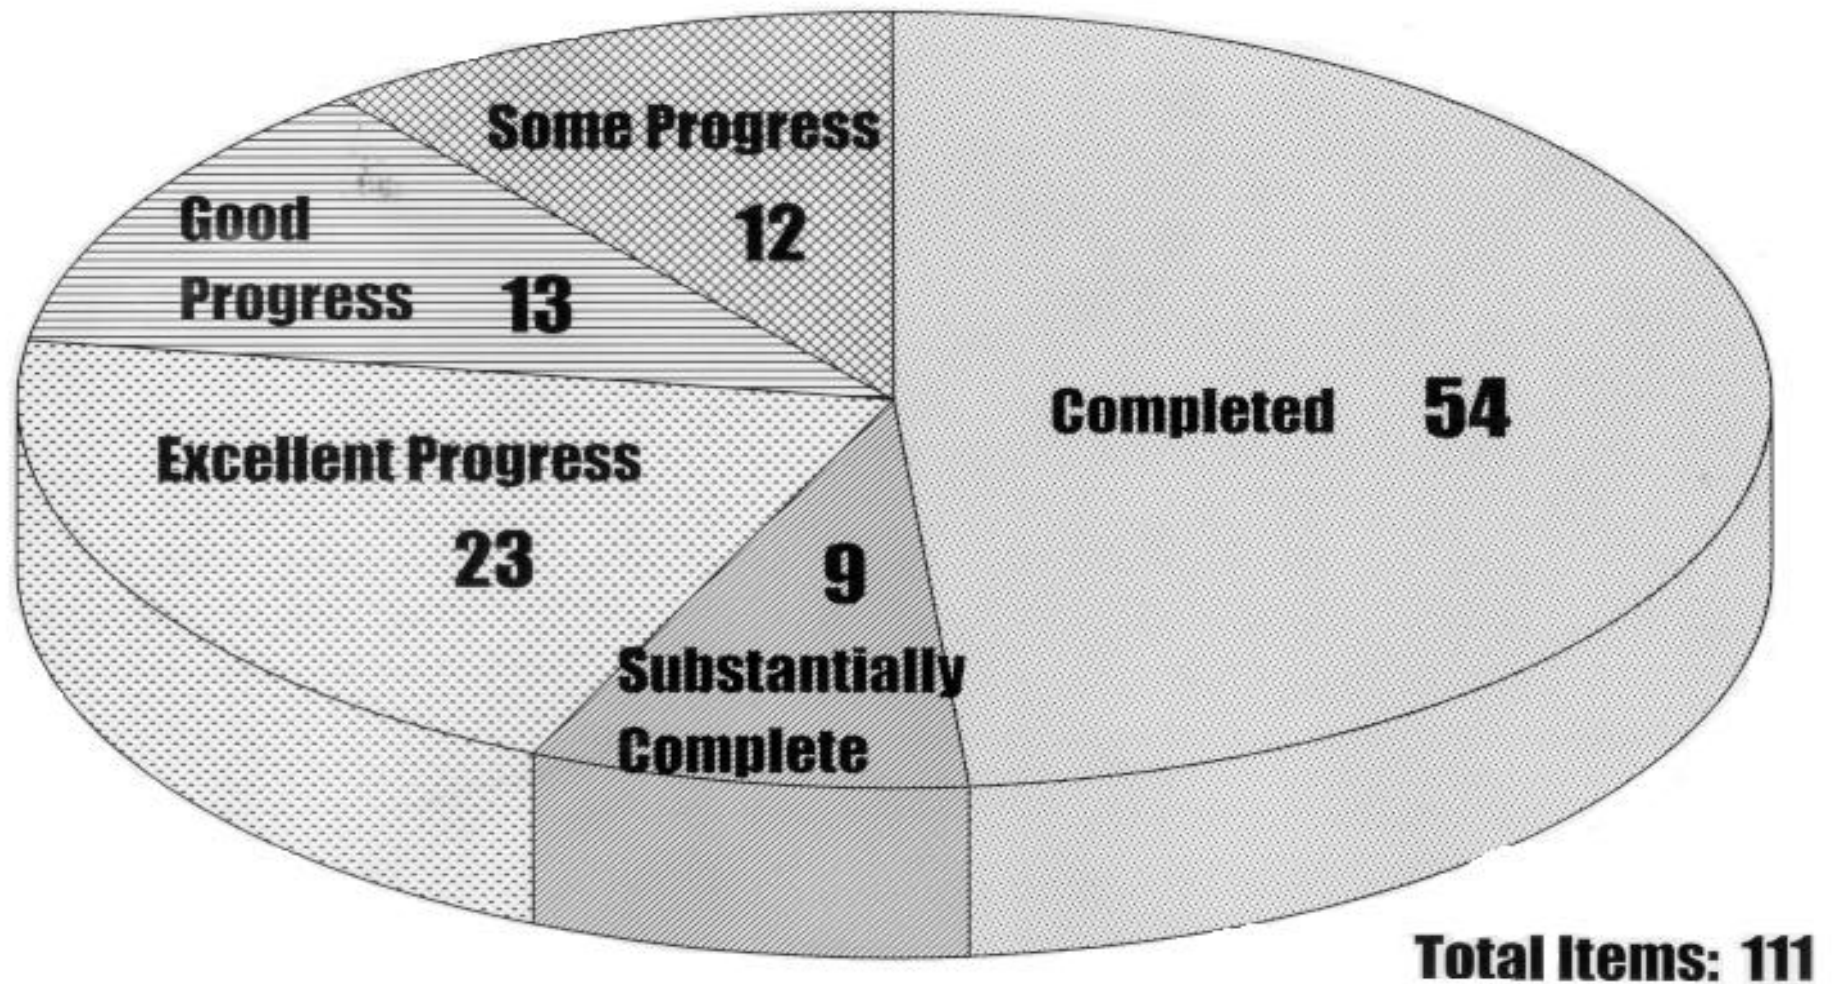 Some Progress
12
Good
Progress 13
Completed 54
Excellent Progress
23
9
Substantially
Complete
Total Items: 111